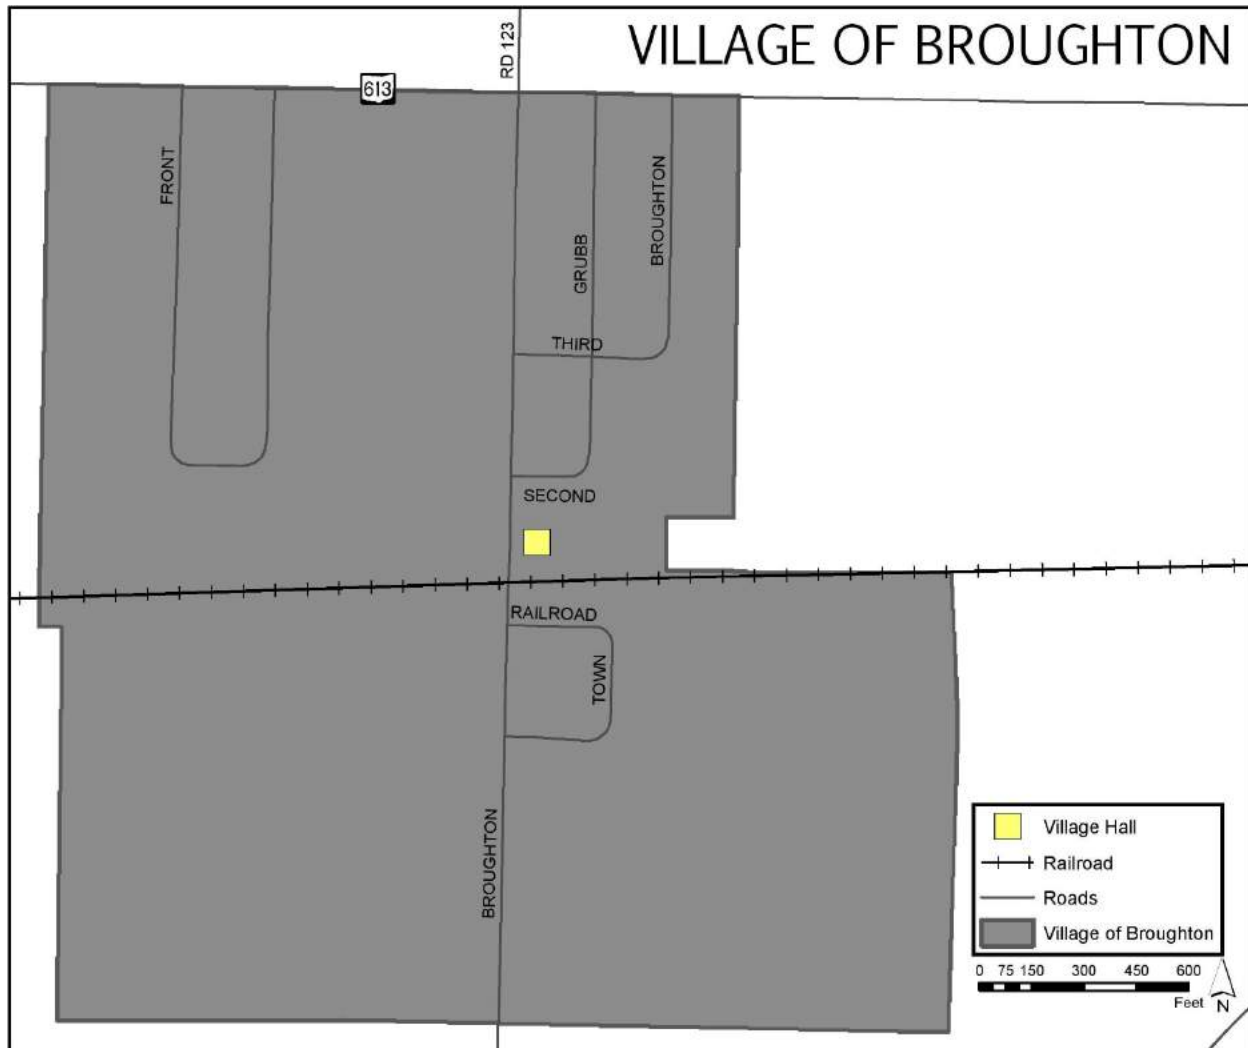 VILLAGE OF BROUGHTON
RD 123
613
FRONT
BROUGHTON
GRUBB
THIRD
SECOND
RAILROAD
TOWN
BROUGHTON
Village Hall
Railroad
Roads
Village of Broughton
0 75 150 300 450 600
Feet
N